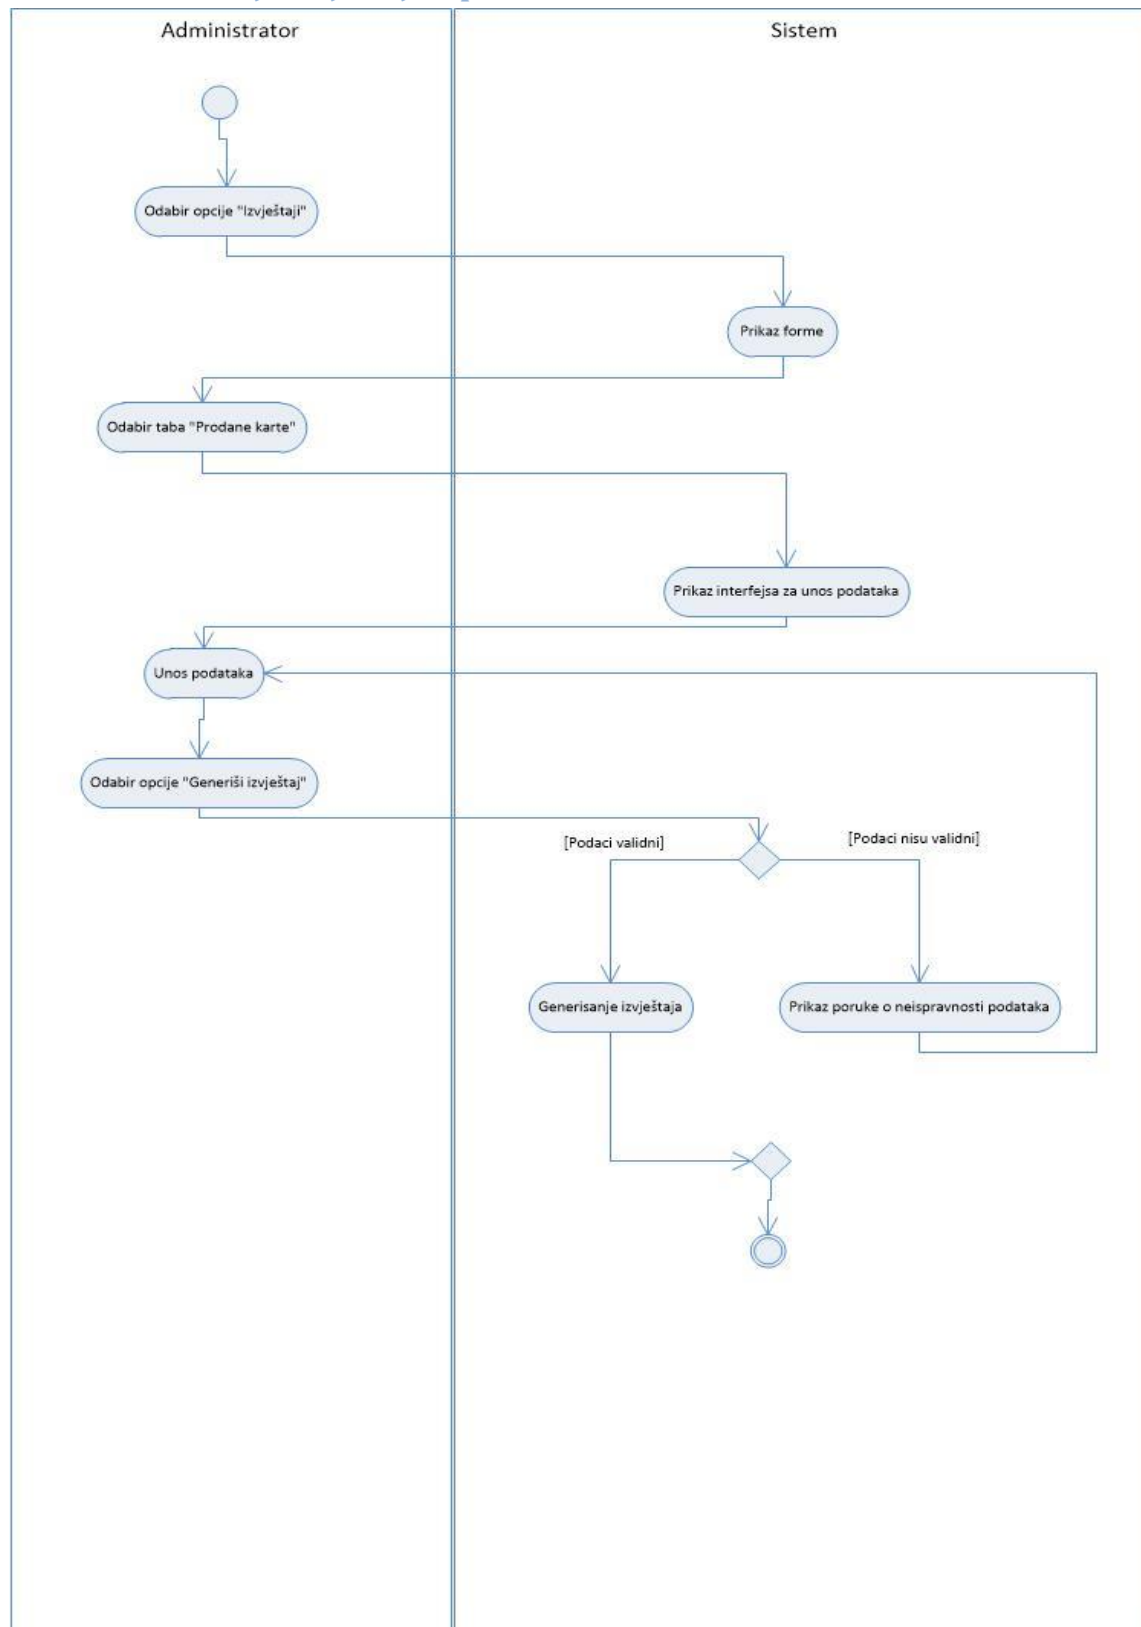 Administrator
Sistem
Odabir opcije "Izvještaji"
Prikaz forme
Odabir taba "Prodane karte"
Prikaz interfejsa za unos podataka
Unos podataka
Odabir opcije "Generiši izvještaj"
[Podaci validni]
[Podaci nisu validni]
Generisanje izvještaja
Prikaz poruke o neispravnosti podataka